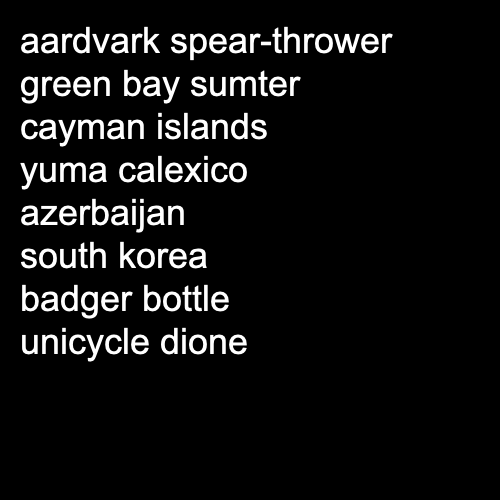 aardvark spear-thrower
green bay sumter
cayman islands
yuma calexico
azerbaijan
south korea
badger bottle
unicycle dione